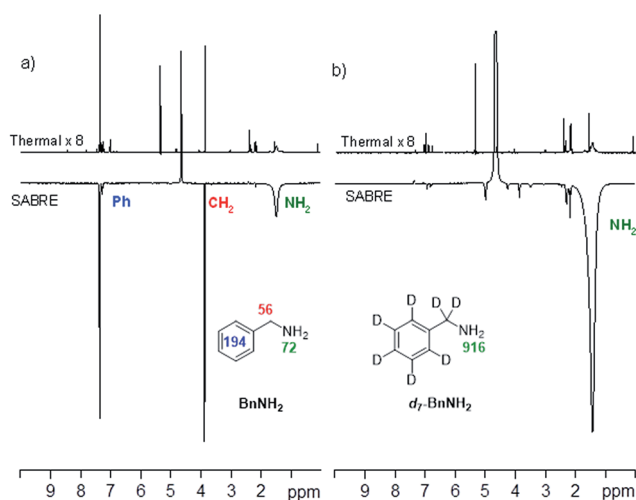 a)
Thermal x 8
SABRE
Ph
CH2
NH2
56
194
NH2
72
BnNH2
9 8 7 6 5 4 3 2 ppm
b)
Thermal x 8
SABRE
NH2
D
D D
D
NH2
916
D
D
D
d7-BnNH2
9 8 7 6 5 4 3 2 ppm